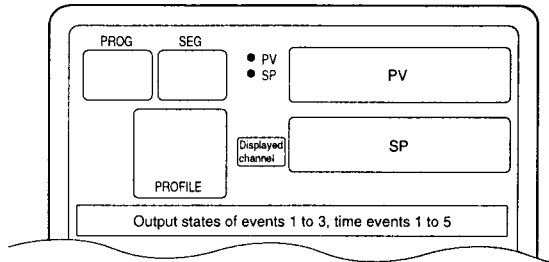 PROG SEG
PV
SP
PV
Displayed
channel
SP
PROFILE
Output states of events 1 to 3, time events 1 to 5